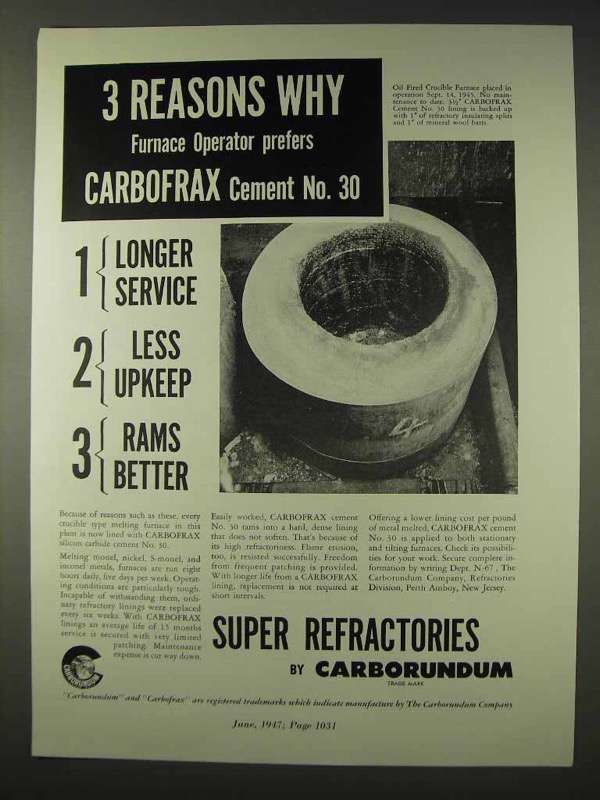 3 REASONS WHY
Furnace Operator prefers
CARBOFRAX Cement No. 30
Oil Fired Crucible Furnace placed in
operation Sept. 14, 1945. No main-
tenance to date. 3½" CARBOFRAX
Cement No. 30 lining is backed up
with 1" of refractory insulating splits
and 1" of mineral wool batts.
1 { LONGER
SERVICE
2 { LESS
UPKEEP
3 { RAMS
BETTER
Because of reasons such as these, every
crucible type melting furnace in this
plant is now lined with CARBOFRAX
silicon carbide cement No. 30.
Melting monel, nickel, S-monel, and
inconel metals, furnaces are run eight
hours daily, five days per week. Operat-
ing conditions are particularly tough.
Incapable of withstanding them, ordi-
nary refractory linings were replaced
every six weeks. With CARBOFRAX
linings an average life of 15 months
service is secured with very limited
patching. Maintenance
expense is cut way down.
Easily worked, CARBOFRAX cement
No. 30 rams into a hard, dense lining
that does not soften. That's because of
its high refractoriness. Flame erosion,
too, is resisted successfully. Freedom
from frequent patching is provided.
With longer life from a CARBOFRAX
lining, replacement is not required at
short intervals.
Offering a lower lining cost per pound
of metal melted, CARBOFRAX cement
No. 30 is applied to both stationary
and tilting furnaces. Check its possibili-
ties for your work. Secure complete in-
formation by writing Dept. N-67, The
Carborundum Company, Refractories
Division, Perth Amboy, New Jersey.
SUPER REFRACTORIES
BY CARBORUNDUM
TRADE MARK
CARBORUNDUM
"Carborundum" and "Carbofrax" are registered trademarks which indicate manufacture by The Carborundum Company
June, 1947; Page 1031